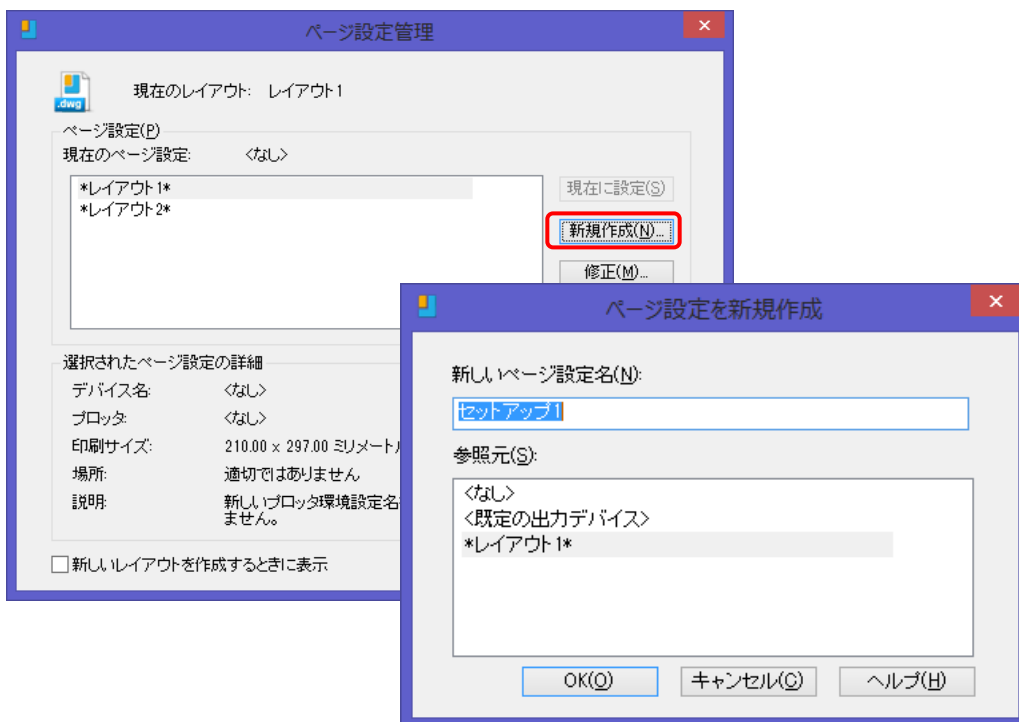 ページ設定管理
.dwg
現在のレイアウト: レイアウト1
ページ設定(P)
現在のページ設定: <なし>
*レイアウト1*
*レイアウト2*
現在に設定(S)
新規作成(N)...
修正(M)...
選択されたページ設定の詳細
デバイス名: <なし>
プロッタ: <なし>
印刷サイズ: 210.00 x 297.00 ミリメートル
場所: 適切ではありません
説明: 新しいプロッタ環境設定名
ません。
新しいレイアウトを作成するときに表示
ページ設定を新規作成
新しいページ設定名(N):
セットアップ1
参照元(S):
<なし>
<既定の出力デバイス>
*レイアウト1*
OK(O)
キャンセル(C)
ヘルプ(H)